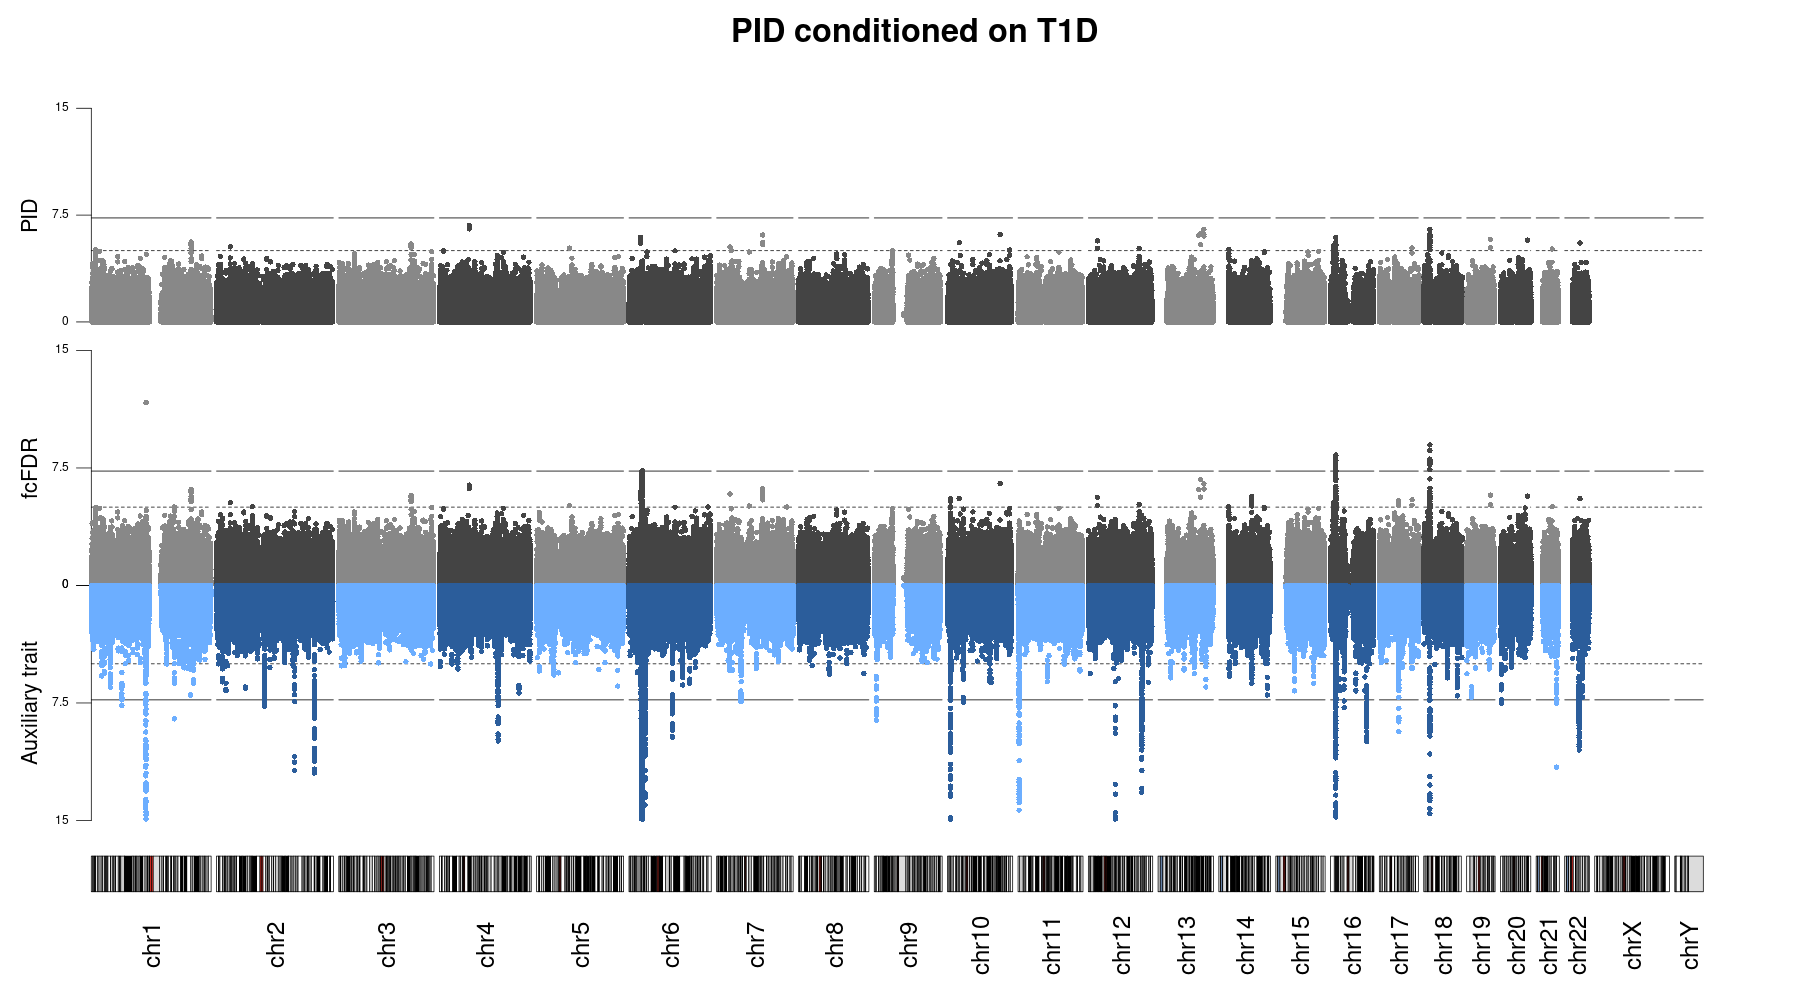 PID conditioned on T1D
15
7.5
0
PID
15
7.5
0
fcFDR
7.5
15
Auxiliary trait
chr1 chr2 chr3 chr4 chr5 chr6 chr7 chr8 chr9 chr10 chr11 chr12 chr13 chr14 chr15 chr16 chr17 chr18 chr19 chr20 chr21 chr22 chrX chrY